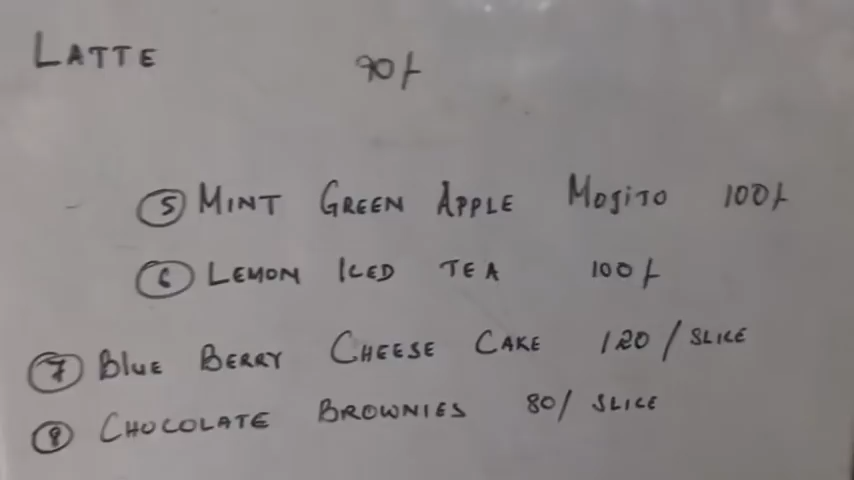 LATTE 90/-
⑤ MINT GREEN APPLE MOJITO 100/-
⑥ LEMON ICED TEA 100/-
⑦ BluE BERRY CHEESE CAKE 120/SLICE
⑧ CHOCOLATE BROWNIES 80/ SLICE